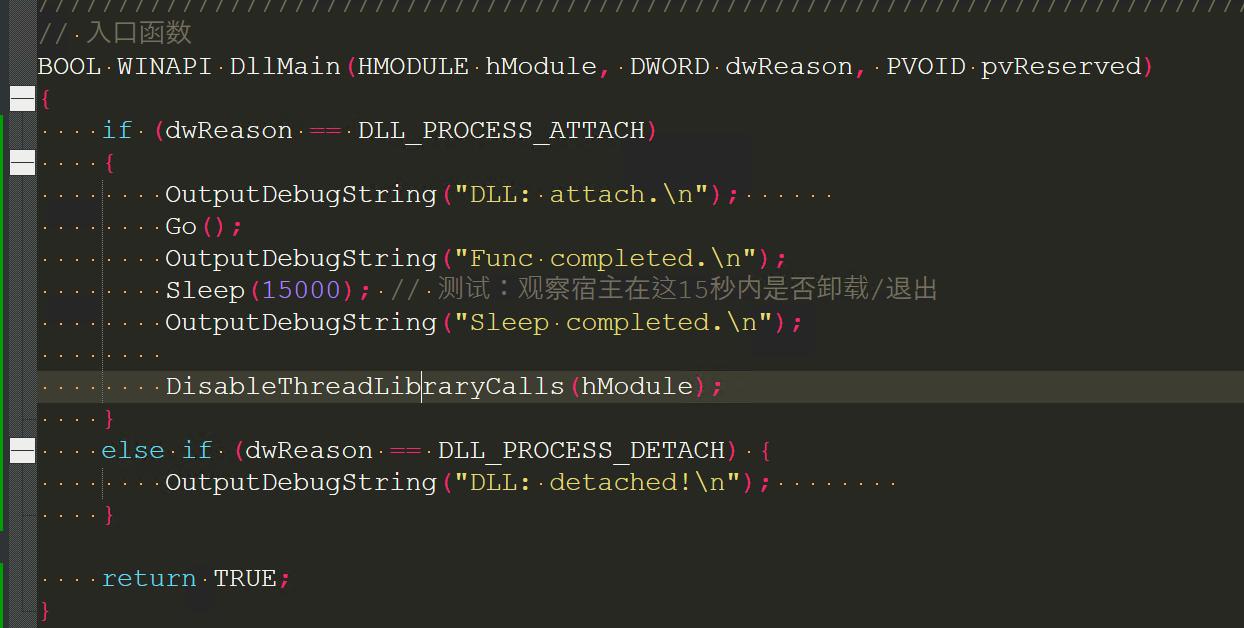 ////////////////////////////////////////////////////////////////////////////
// 入口函数
BOOL WINAPI DllMain(HMODULE hModule, DWORD dwReason, PVOID pvReserved)
{
    if (dwReason == DLL_PROCESS_ATTACH)
    {
        OutputDebugString("DLL: attach.\n");
        Go();
        OutputDebugString("Func completed.\n");
        Sleep(15000); // 测试：观察宿主在这15秒内是否卸载/退出
        OutputDebugString("Sleep completed.\n");

        DisableThreadLibraryCalls(hModule);
    }
    else if (dwReason == DLL_PROCESS_DETACH) {
        OutputDebugString("DLL: detached!\n");
    }

    return TRUE;
}